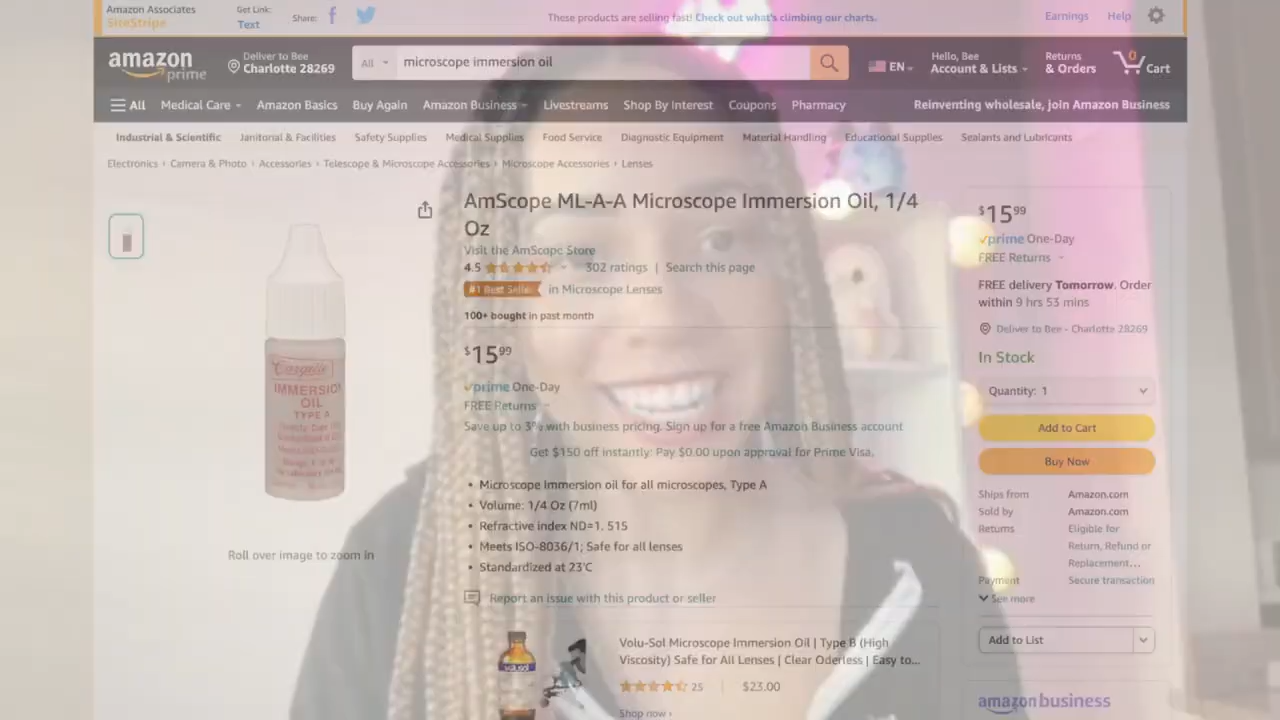 Amazon Associates
SiteStripe
Get Link:
Text
Share:
These products are selling fast! Check out what's climbing our charts.
Earnings
Help
amazon
prime
Deliver to Bee
Charlotte 28269
All
microscope immersion oil
EN
Hello, Bee
Account & Lists
Returns
& Orders
0
Cart
All
Medical Care
Amazon Basics
Buy Again
Amazon Business
Livestreams
Shop By Interest
Coupons
Pharmacy
Reinventing wholesale, join Amazon Business
Industrial & Scientific
Janitorial & Facilities
Safety Supplies
Medical Supplies
Food Service
Diagnostic Equipment
Material Handling
Educational Supplies
Sealants and Lubricants
Electronics › Camera & Photo › Accessories › Telescope & Microscope Accessories › Microscope Accessories › Lenses
AmScope ML-A-A Microscope Immersion Oil, 1/4
Oz
Visit the AmScope Store
4.5
302 ratings | Search this page
#1 Best Seller
in Microscope Lenses
100+ bought in past month
$1599
prime One-Day
FREE Returns
Save up to 3% with business pricing. Sign up for a free Amazon Business account
Get $150 off instantly: Pay $0.00 upon approval for Prime Visa.
• Microscope Immersion oil for all microscopes, Type A
• Volume: 1/4 Oz (7ml)
• Refractive index ND=1. 515
• Meets ISO-8036/1; Safe for all lenses
• Standardized at 23'C
Report an issue with this product or seller
Cargille
IMMERSION
OIL
TYPE A
Roll over image to zoom in
Volu-Sol Microscope Immersion Oil | Type B (High
Viscosity) Safe for All Lenses | Clear Oderless | Easy to...
25
$23.00
Shop now ›
$1599
prime One-Day
FREE Returns
FREE delivery Tomorrow. Order
within 9 hrs 53 mins
Deliver to Bee - Charlotte 28269
In Stock
Quantity: 1
Add to Cart
Buy Now
Ships from Amazon.com
Sold by Amazon.com
Returns Eligible for
Return, Refund or
Replacement...
Payment Secure transaction
See more
Add to List
amazon business